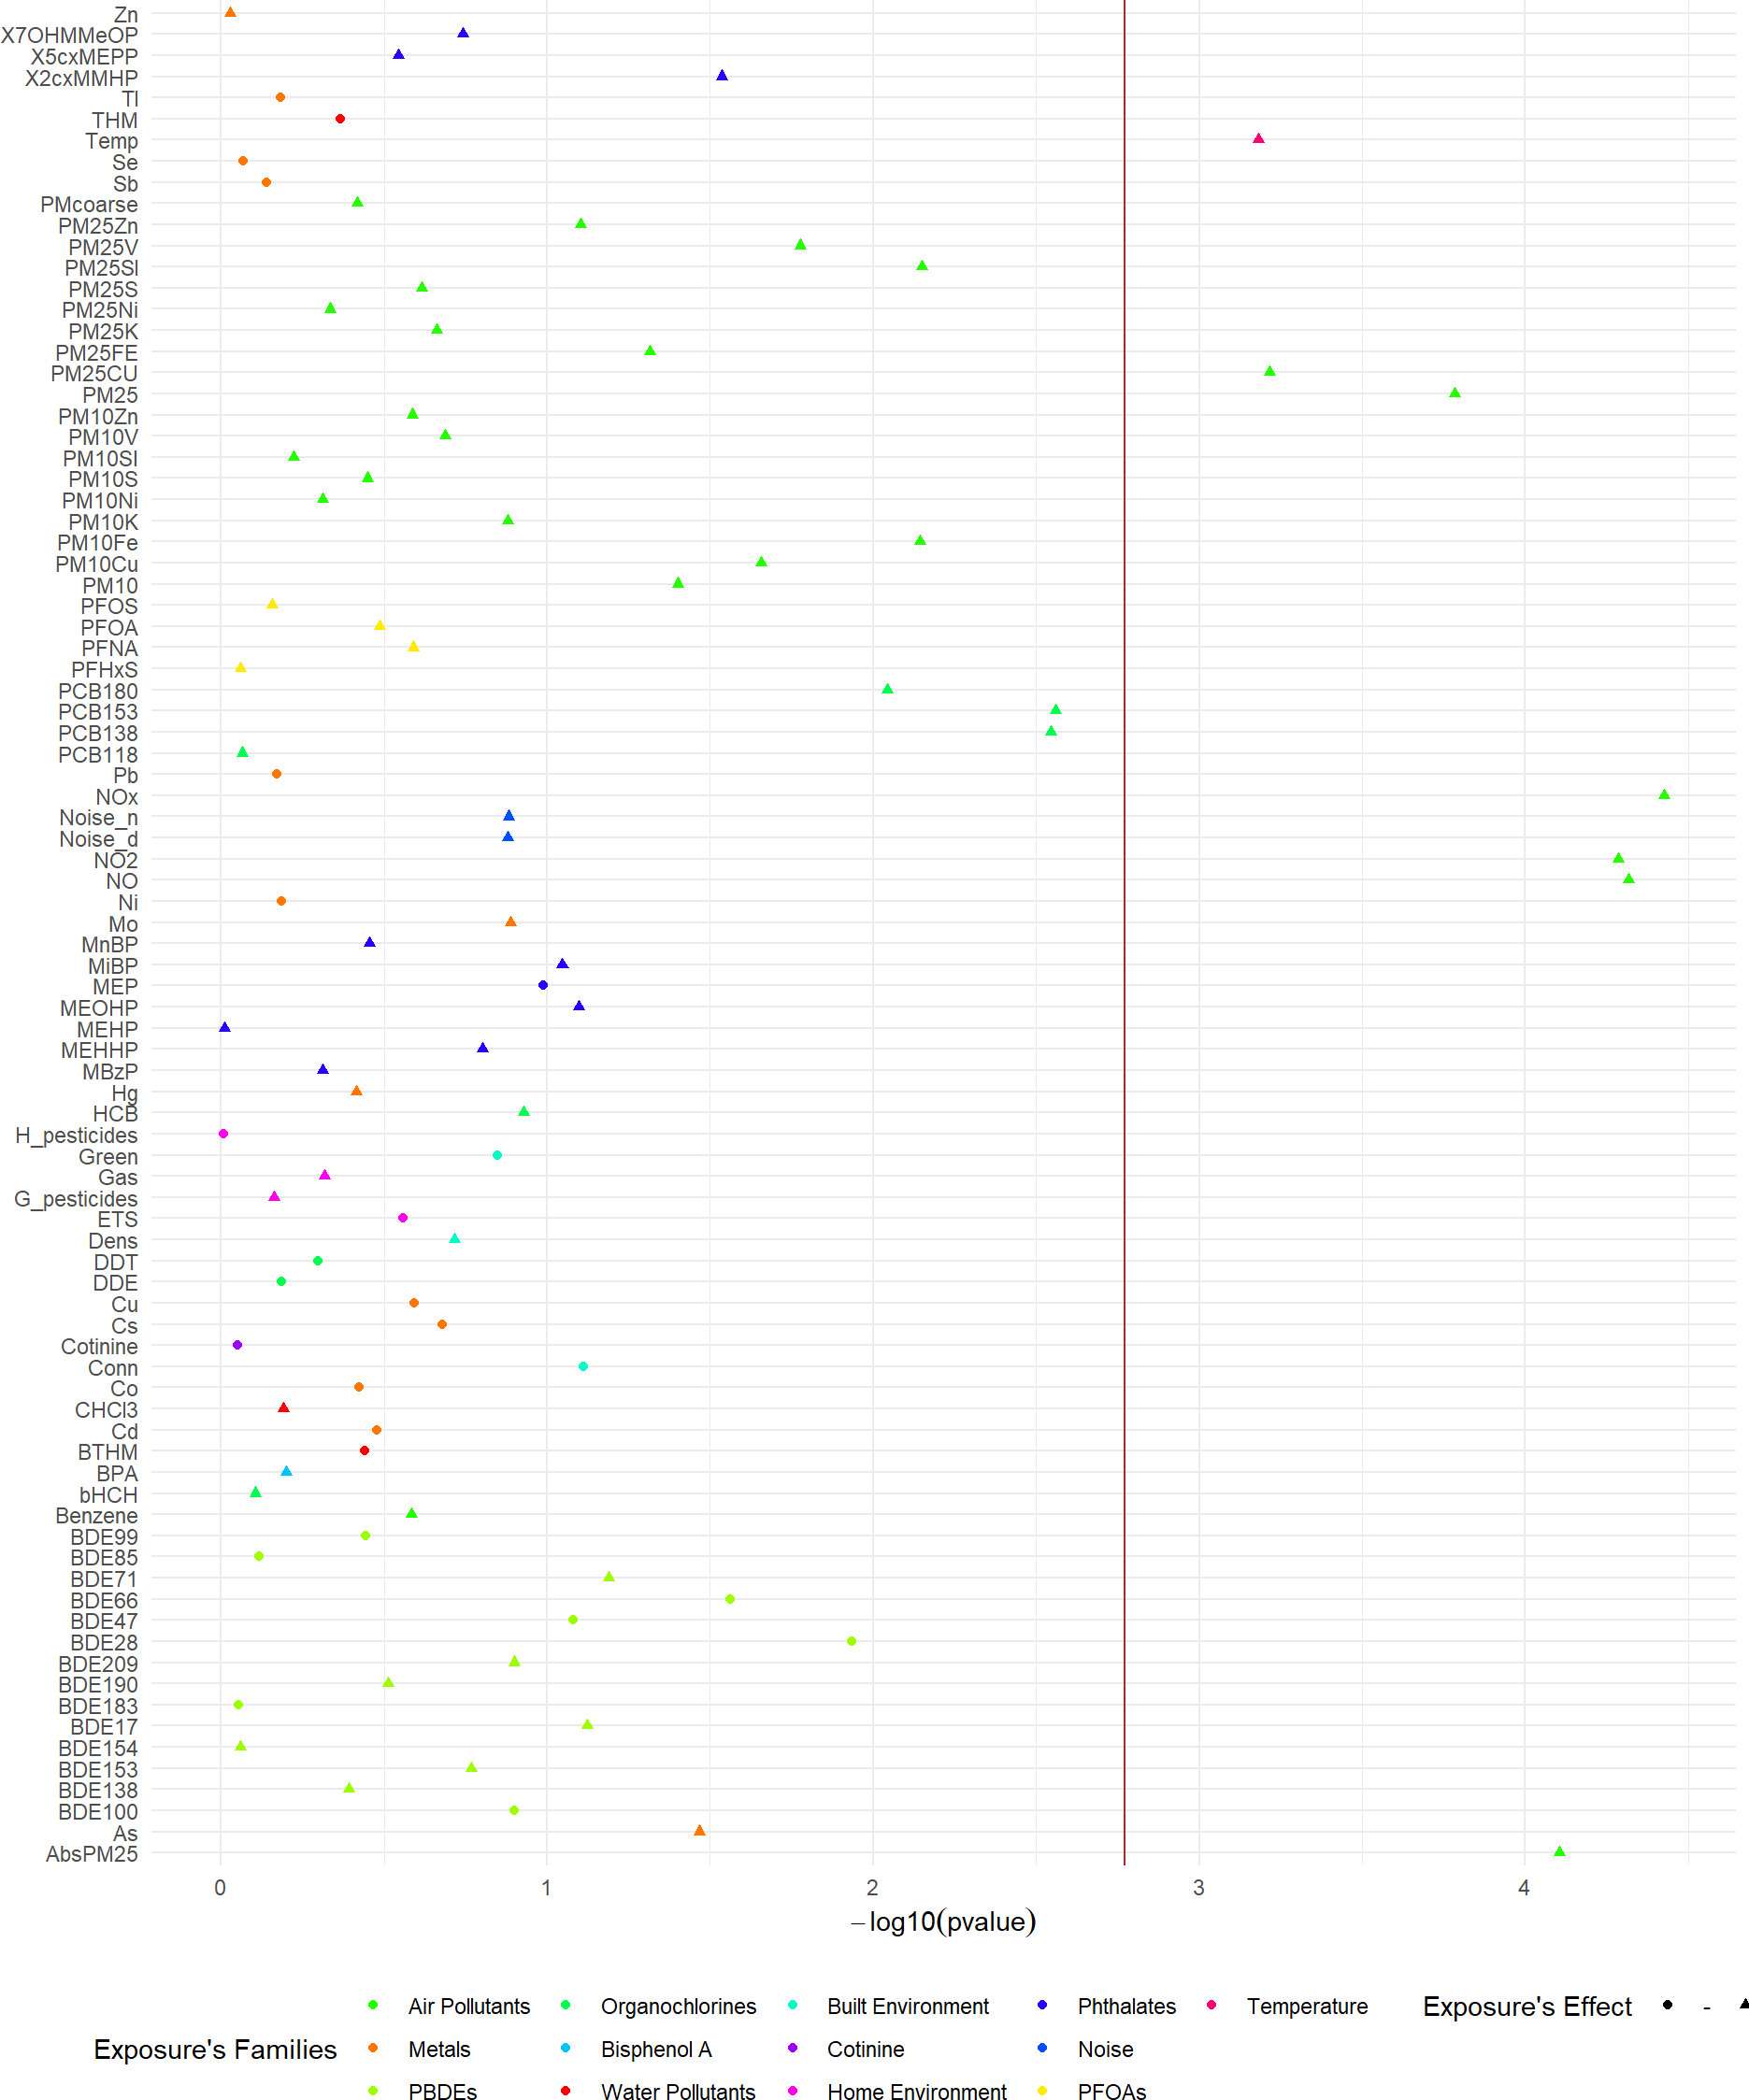 Zn
X7OHMMeOP
X5cxMEPP
X2cxMMHP
Tl
THM
Temp
Se
Sb
PMcoarse
PM25Zn
PM25V
PM25SI
PM25S
PM25Ni
PM25K
PM25FE
PM25CU
PM25
PM10Zn
PM10V
PM10SI
PM10S
PM10Ni
PM10K
PM10Fe
PM10Cu
PM10
PFOS
PFOA
PFNA
PFHxS
PCB180
PCB153
PCB138
PCB118
Pb
NOx
Noise_n
Noise_d
NO2
NO
Ni
Mo
MnBP
MiBP
MEP
MEOHP
MEHP
MEHHP
MBzP
Hg
HCB
H_pesticides
Green
Gas
G_pesticides
ETS
Dens
DDT
DDE
Cu
Cs
Cotinine
Conn
Co
CHCl3
Cd
BTHM
BPA
bHCH
Benzene
BDE99
BDE85
BDE71
BDE66
BDE47
BDE28
BDE209
BDE190
BDE183
BDE17
BDE154
BDE153
BDE138
BDE100
As
AbsPM25
0 1 2 3 4
−log10(pvalue)
Exposure's Families
Air Pollutants Organochlorines Built Environment Phthalates Temperature
Metals Bisphenol A Cotinine Noise
PBDEs Water Pollutants Home Environment PFOAs
Exposure's Effect -